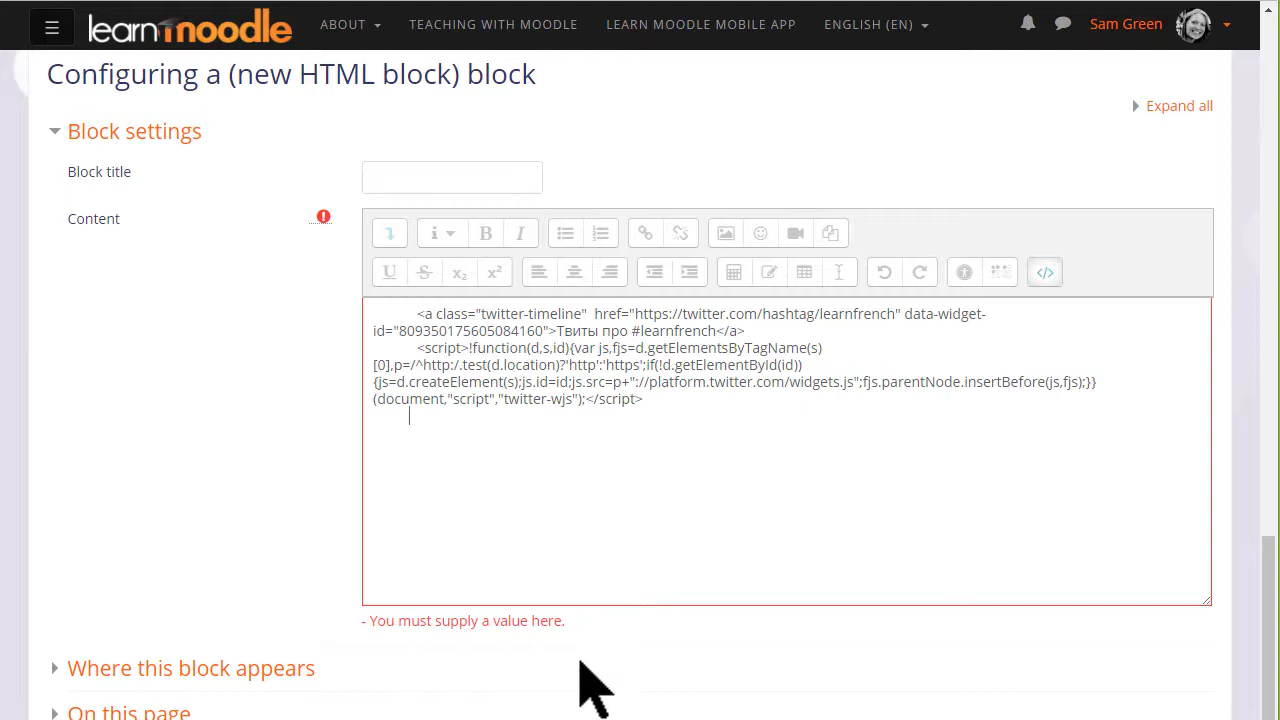 learn moodle ABOUT TEACHING WITH MOODLE LEARN MOODLE MOBILE APP ENGLISH (EN) Sam Green
Configuring a (new HTML block) block
Expand all
Block settings
Block title
Content
<a class="twitter-timeline"  href="https://twitter.com/hashtag/learnfrench" data-widget-
id="809350175605084160">Твиты про #learnfrench</a>
<script>!function(d,s,id){var js,fjs=d.getElementsByTagName(s)
[0],p=/^http:/.test(d.location)?'http':'https';if(!d.getElementById(id))
{js=d.createElement(s);js.id=id;js.src=p+"://platform.twitter.com/widgets.js";fjs.parentNode.insertBefore(js,fjs);}}
(document,"script","twitter-wjs");</script>
- You must supply a value here.
Where this block appears
On this page